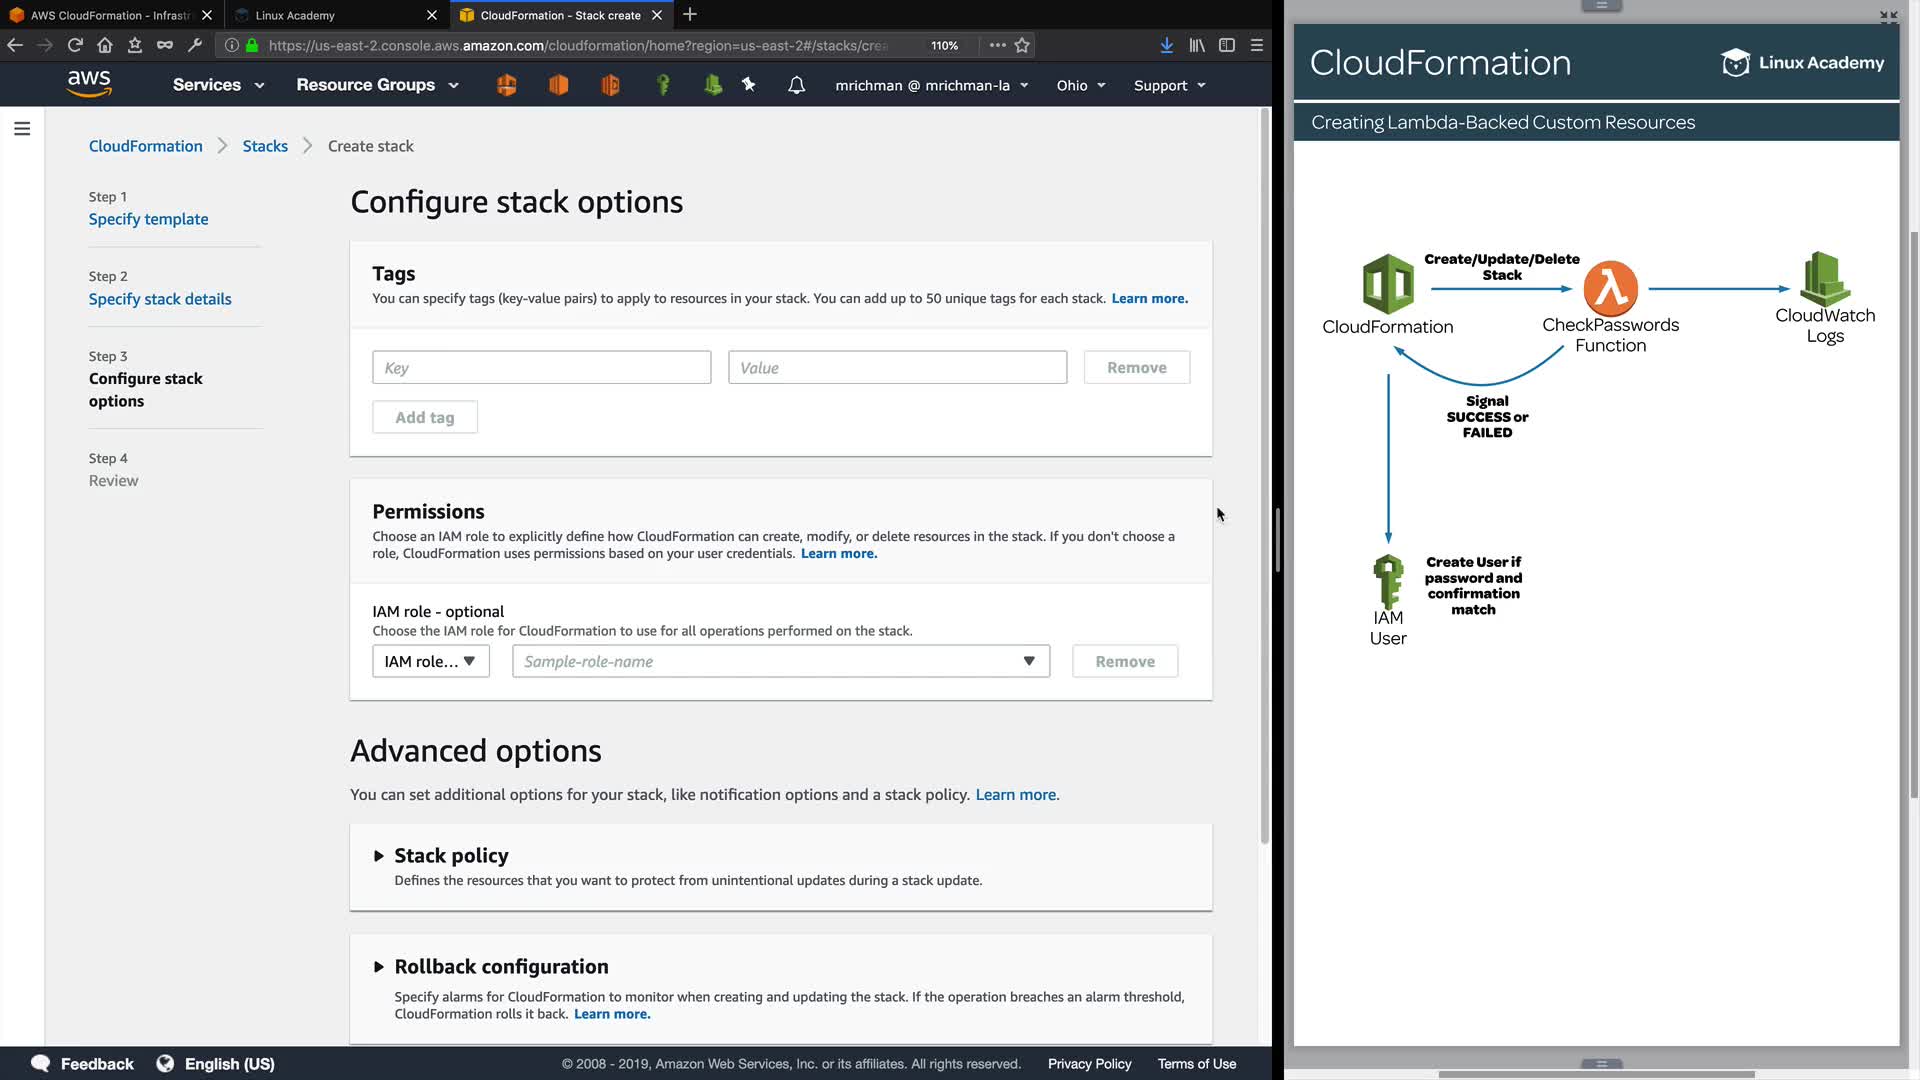 AWS CloudFormation - Infrastr
Linux Academy
CloudFormation - Stack create
https://us-east-2.console.aws.amazon.com/cloudformation/home?region=us-east-2#/stacks/crea
110%
aws
Services
Resource Groups
mrichman @ mrichman-la
Ohio
Support
CloudFormation
Stacks
Create stack
Step 1
Specify template
Step 2
Specify stack details
Step 3
Configure stack
options
Step 4
Review
Configure stack options
Tags
You can specify tags (key-value pairs) to apply to resources in your stack. You can add up to 50 unique tags for each stack. Learn more.
Key
Value
Remove
Add tag
Permissions
Choose an IAM role to explicitly define how CloudFormation can create, modify, or delete resources in the stack. If you don't choose a
role, CloudFormation uses permissions based on your user credentials. Learn more.
IAM role - optional
Choose the IAM role for CloudFormation to use for all operations performed on the stack.
IAM role...
Sample-role-name
Remove
Advanced options
You can set additional options for your stack, like notification options and a stack policy. Learn more.
Stack policy
Defines the resources that you want to protect from unintentional updates during a stack update.
Rollback configuration
Specify alarms for CloudFormation to monitor when creating and updating the stack. If the operation breaches an alarm threshold,
CloudFormation rolls it back. Learn more.
Feedback
English (US)
© 2008 - 2019, Amazon Web Services, Inc. or its affiliates. All rights reserved.
Privacy Policy
Terms of Use
CloudFormation
Linux Academy
Creating Lambda-Backed Custom Resources
Create/Update/Delete
Stack
CloudFormation
CheckPasswords
Function
CloudWatch
Logs
Signal
SUCCESS or
FAILED
Create User if
password and
confirmation
match
IAM
User